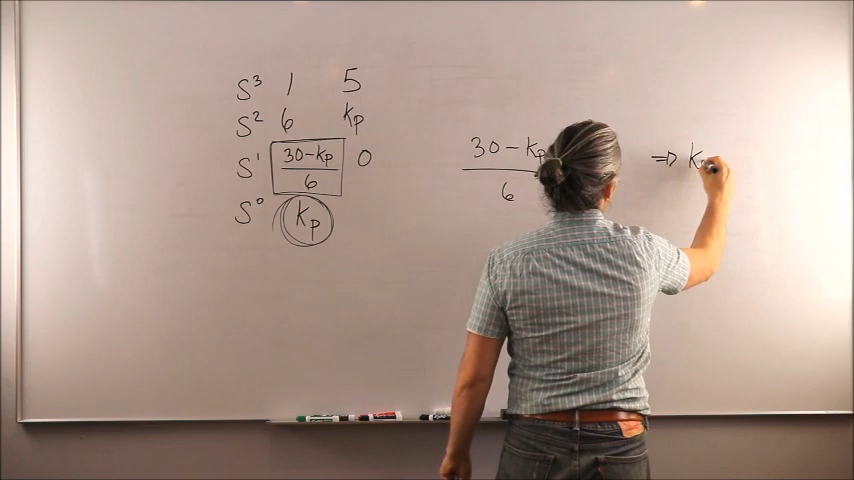 S³ 1 5
S² 6 Kp
S¹ 30-Kp/6 0
S⁰ Kp
30-Kp/6 ⇒ K